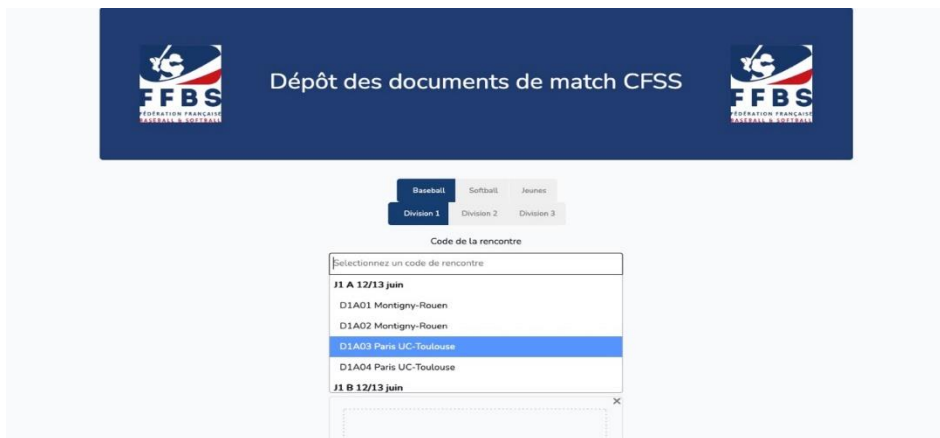 FFBS
FÉDÉRATION FRANÇAISE
BASEBALL & SOFTBALL
Dépôt des documents de match CFSS
FFBS
FÉDÉRATION FRANÇAISE
BASEBALL & SOFTBALL
Baseball Softball Jeunes
Division 1 Division 2 Division 3
Code de la rencontre
Selectionnez un code de rencontre
J1 A 12/13 juin
D1A01 Montigny-Rouen
D1A02 Montigny-Rouen
D1A03 Paris UC-Toulouse
D1A04 Paris UC-Toulouse
J1 B 12/13 juin
×